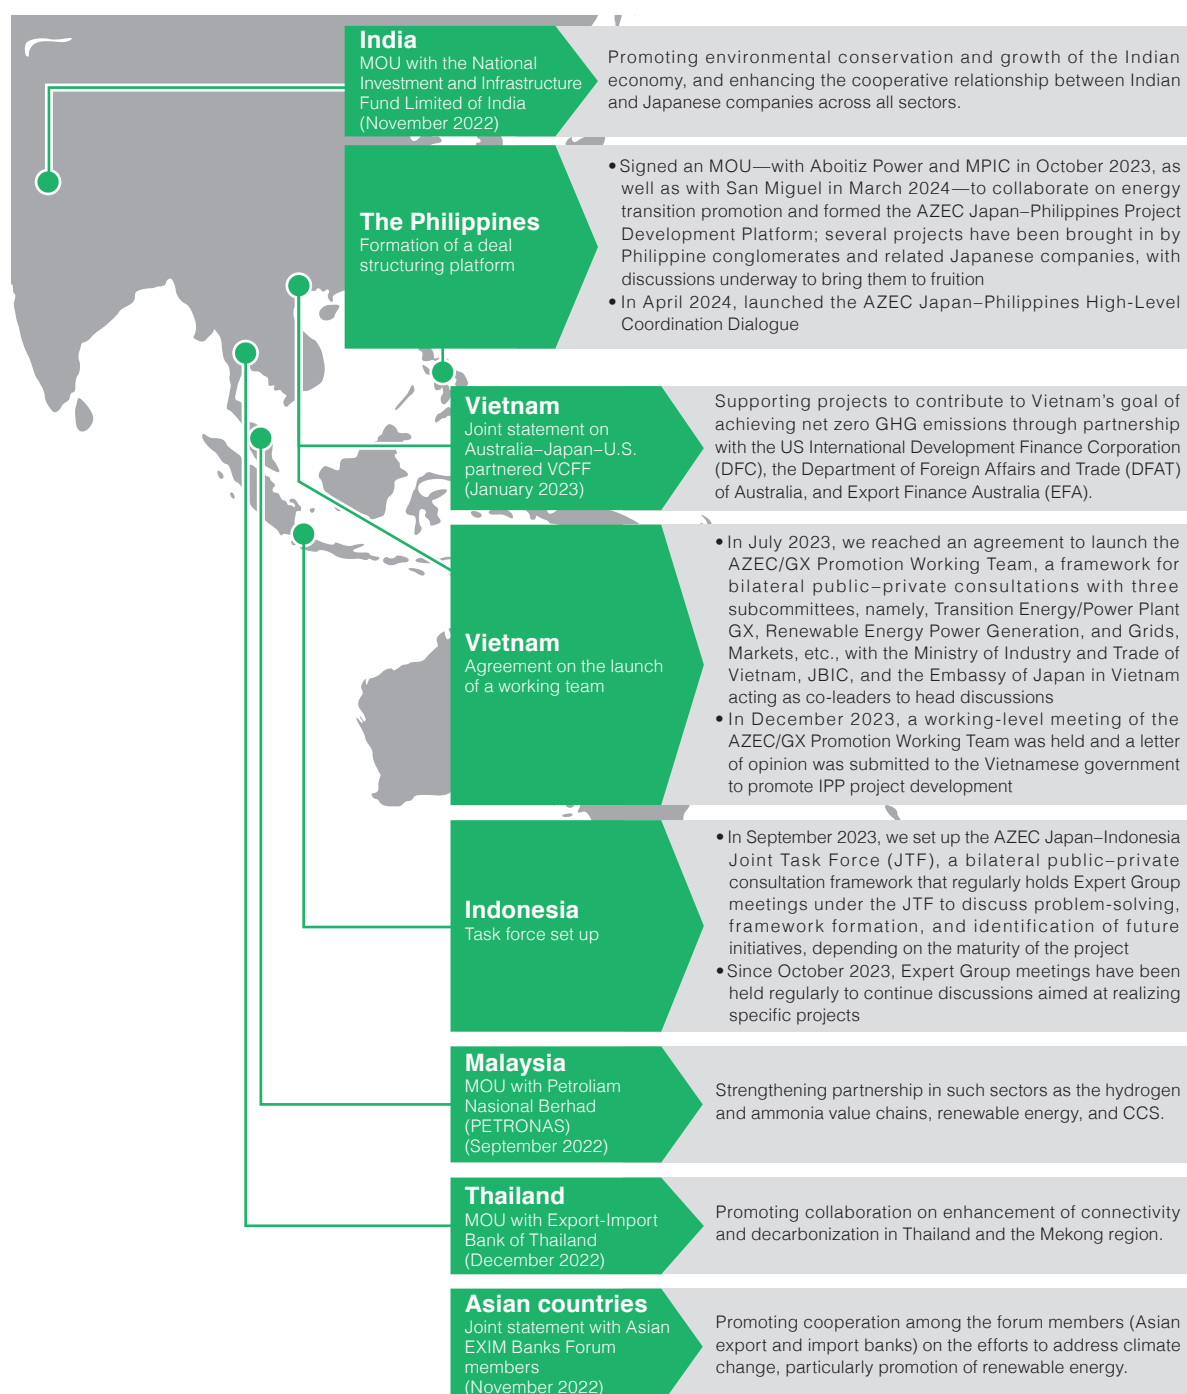 India
MOU with the National
Investment and Infrastructure
Fund Limited of India
(November 2022)
Promoting environmental conservation and growth of the Indian
economy, and enhancing the cooperative relationship between Indian
and Japanese companies across all sectors.
The Philippines
Formation of a deal
structuring platform
• Signed an MOU—with Aboitiz Power and MPIC in October 2023, as
well as with San Miguel in March 2024—to collaborate on energy
transition promotion and formed the AZEC Japan–Philippines Project
Development Platform; several projects have been brought in by
Philippine conglomerates and related Japanese companies, with
discussions underway to bring them to fruition
• In April 2024, launched the AZEC Japan–Philippines High-Level
Coordination Dialogue
Vietnam
Joint statement on
Australia–Japan–U.S.
partnered VCFF
(January 2023)
Supporting projects to contribute to Vietnam's goal of
achieving net zero GHG emissions through partnership
with the US International Development Finance Corporation
(DFC), the Department of Foreign Affairs and Trade (DFAT)
of Australia, and Export Finance Australia (EFA).
Vietnam
Agreement on the launch
of a working team
• In July 2023, we reached an agreement to launch the
AZEC/GX Promotion Working Team, a framework for
bilateral public–private consultations with three
subcommittees, namely, Transition Energy/Power Plant
GX, Renewable Energy Power Generation, and Grids,
Markets, etc., with the Ministry of Industry and Trade of
Vietnam, JBIC, and the Embassy of Japan in Vietnam
acting as co-leaders to head discussions
• In December 2023, a working-level meeting of the
AZEC/GX Promotion Working Team was held and a letter
of opinion was submitted to the Vietnamese government
to promote IPP project development
Indonesia
Task force set up
• In September 2023, we set up the AZEC Japan–Indonesia
Joint Task Force (JTF), a bilateral public–private
consultation framework that regularly holds Expert Group
meetings under the JTF to discuss problem-solving,
framework formation, and identification of future
initiatives, depending on the maturity of the project
• Since October 2023, Expert Group meetings have been
held regularly to continue discussions aimed at realizing
specific projects
Malaysia
MOU with Petroliam
Nasional Berhad
(PETRONAS)
(September 2022)
Strengthening partnership in such sectors as the hydrogen
and ammonia value chains, renewable energy, and CCS.
Thailand
MOU with Export-Import
Bank of Thailand
(December 2022)
Promoting collaboration on enhancement of connectivity
and decarbonization in Thailand and the Mekong region.
Asian countries
Joint statement with Asian
EXIM Banks Forum
members
(November 2022)
Promoting cooperation among the forum members (Asian
export and import banks) on the efforts to address climate
change, particularly promotion of renewable energy.